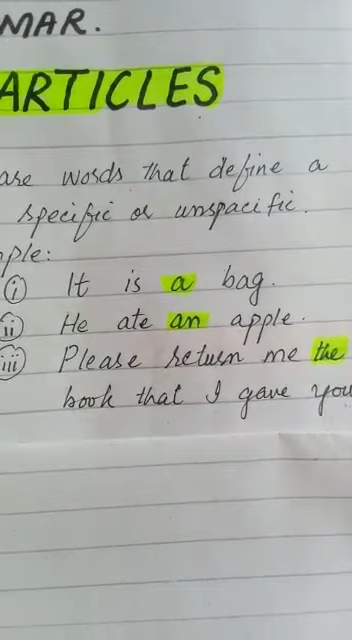 MAR.
ARTICLES
are words that define a
specific or unspacific.
ple:
(i) It is a bag.
(ii) He ate an apple.
(iii) Please return me the
book that I gave you